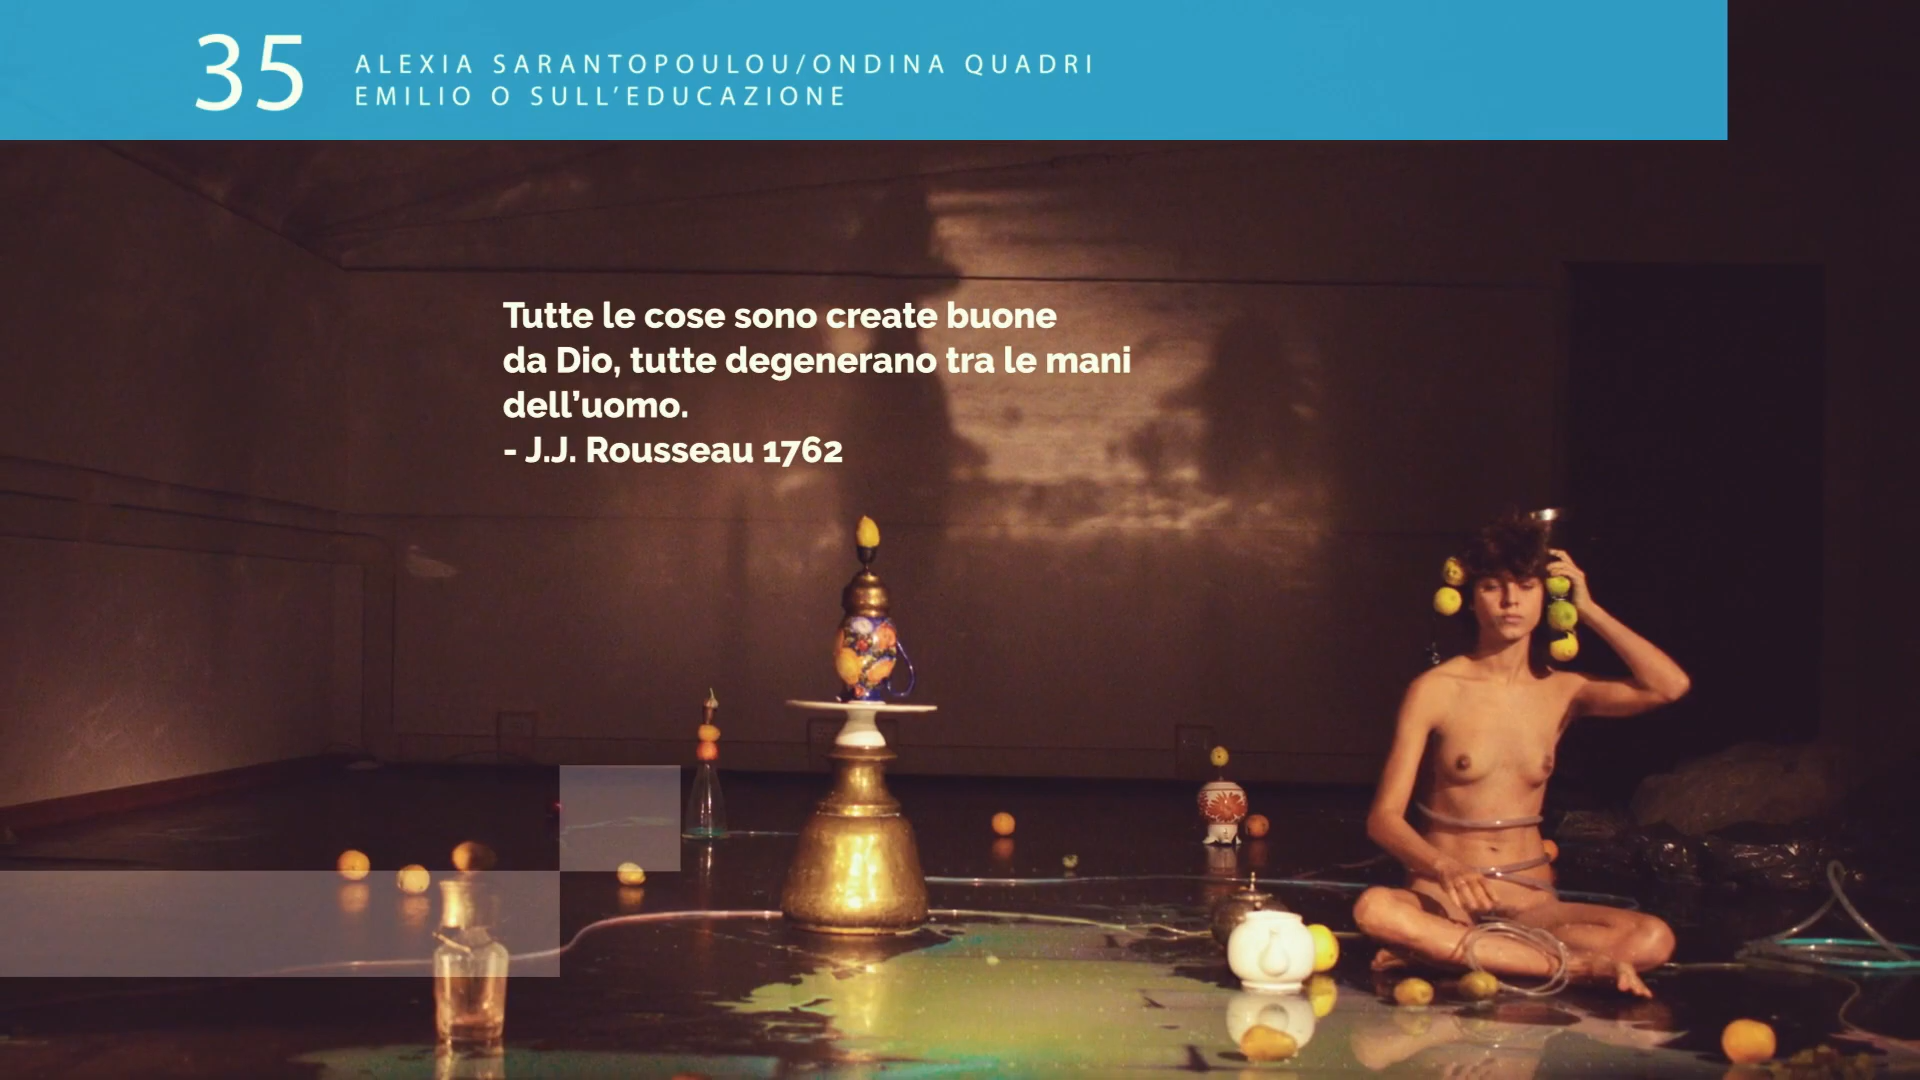 35
ALEXIA SARANTOPOULOU/ONDINA QUADRI
EMILIO O SULL’EDUCAZIONE
Tutte le cose sono create buone
da Dio, tutte degenerano tra le mani
dell’uomo.
- J.J. Rousseau 1762